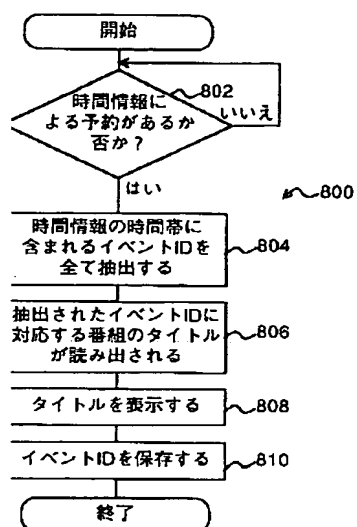 開始
802
時間情報に
よる予約があるか
否か？
いいえ
はい
800
時間情報の時間帯に
含まれるイベントIDを
全て抽出する
804
抽出されたイベントIDに
対応する番組のタイトル
が読み出される
806
タイトルを表示する
808
イベントIDを保存する
810
終了